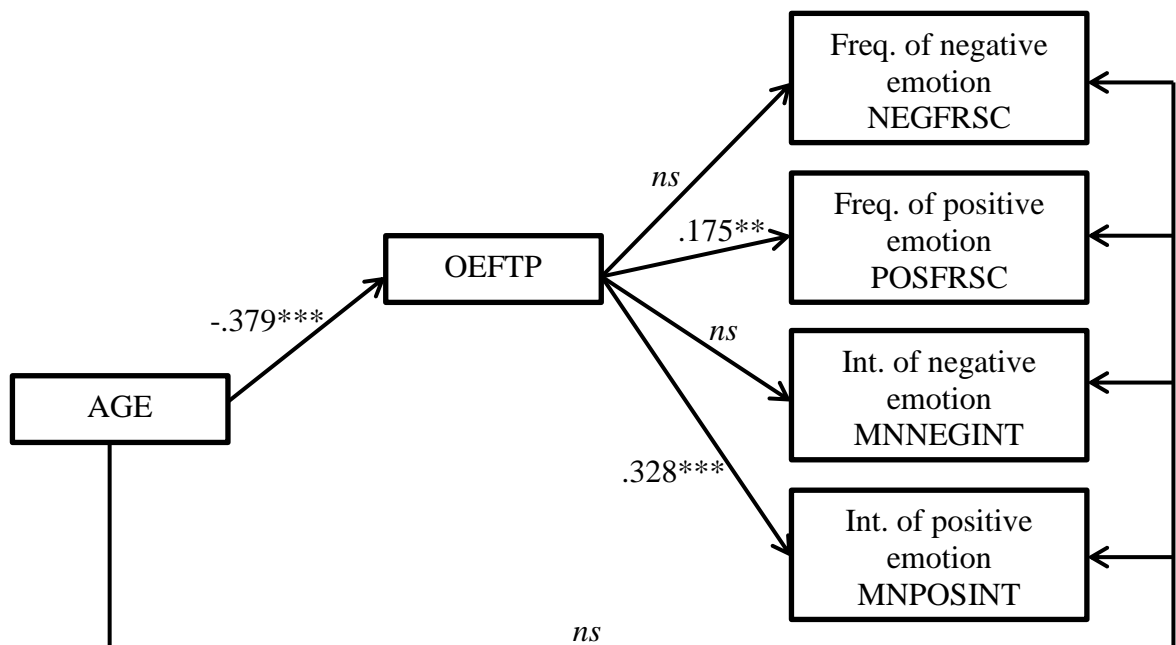 Freq. of negative
emotion
NEGFRSC
ns
Freq. of positive
emotion
POSFRSC
.175**
OEFTP
-.379***
ns
Int. of negative
emotion
MNNEGINT
AGE
.328***
Int. of positive
emotion
MNPOSINT
ns